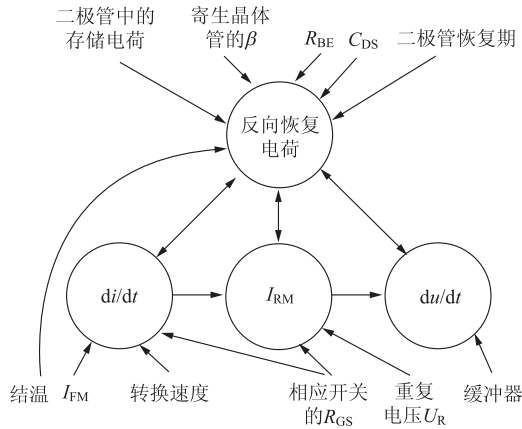 二极管中的
存储电荷
寄生晶体
管的β
R_BE
C_DS
二极管恢复期
反向恢复
电荷
di/dt
I_RM
du/dt
结温
I_FM
转换速度
相应开关
的R_GS
重复
电压U_R
缓冲器